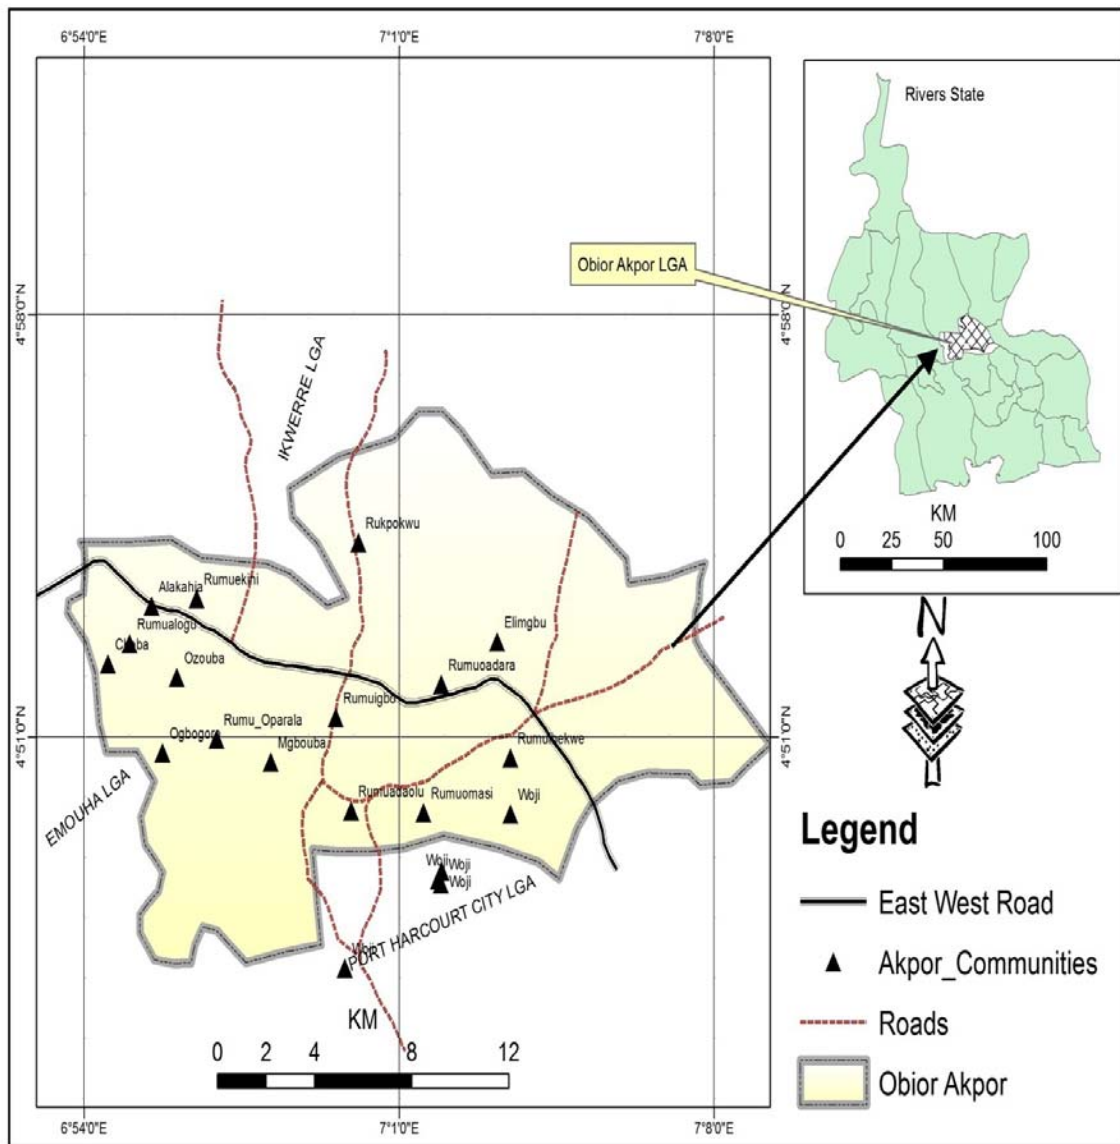 6°54'0"E
7°1'0"E
7°8'0"E
Rivers State
Obior Akpor LGA
4°58'0"N
4°58'0"N
IKWERRE LGA
KM
0 25 50 100
N
Rukpokwu
Alakahia
Rumuekini
Rumualogu
Elimgbu
Ozouba
Rumuoadara
Rumuigbo
Rumu_Oparala
Ogbogoro
Mgbouba
4°51'0"N
4°51'0"N
EMOUHA LGA
Rumuadaolu
Rumuomasi
Woji
Woji
Woji
Woji
PORT HARCOURT CITY LGA
Woji
KM
0 2 4 8 12
6°54'0"E
7°1'0"E
7°8'0"E
Legend
East West Road
Akpor_Communities
Roads
Obior Akpor